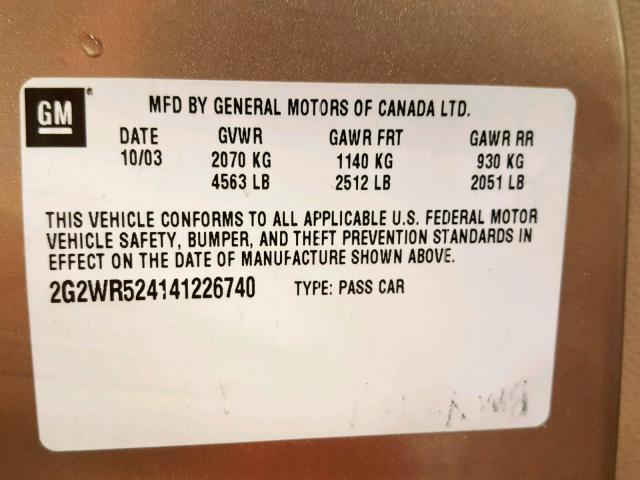 GM ® MFD BY GENERAL MOTORS OF CANADA LTD.
DATE GVWR GAWR FRT GAWR RR
10/03 2070 KG 1140 KG 930 KG
4563 LB 2512 LB 2051 LB
THIS VEHICLE CONFORMS TO ALL APPLICABLE U.S. FEDERAL MOTOR
VEHICLE SAFETY, BUMPER, AND THEFT PREVENTION STANDARDS IN
EFFECT ON THE DATE OF MANUFACTURE SHOWN ABOVE.
2G2WR524141226740 TYPE: PASS CAR